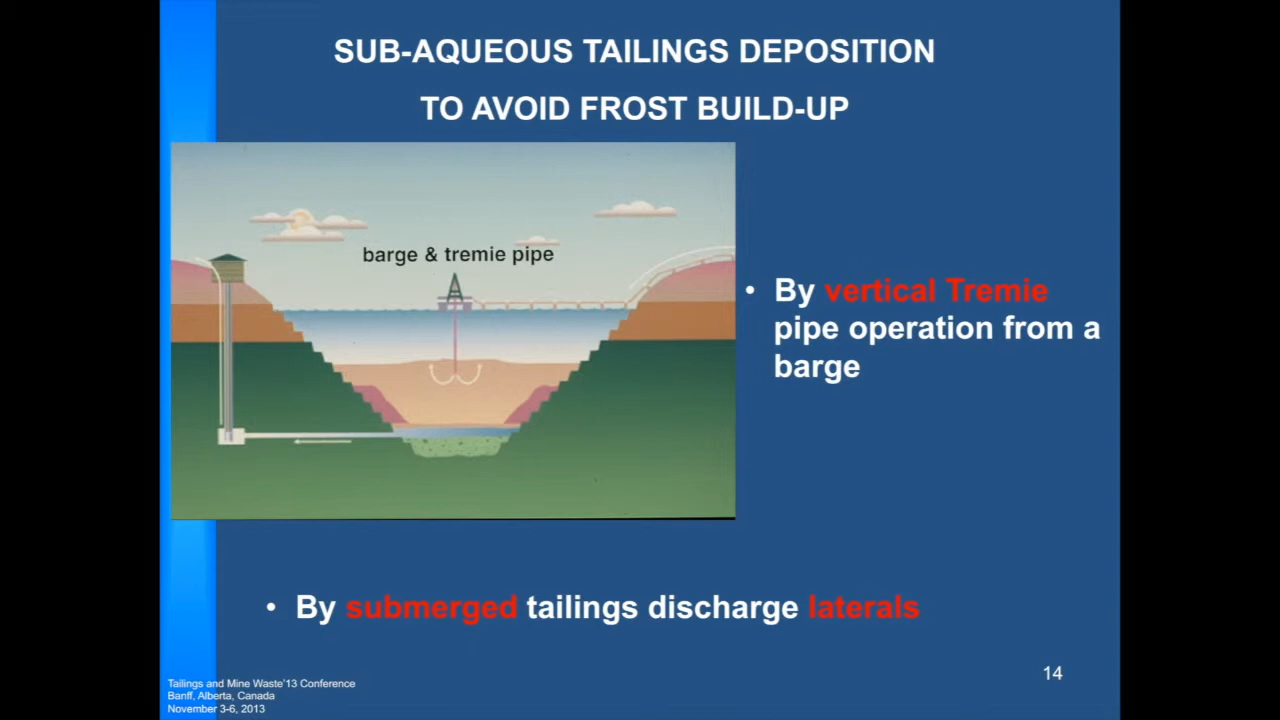 SUB-AQUEOUS TAILINGS DEPOSITION
TO AVOID FROST BUILD-UP
barge & tremie pipe
• By vertical Tremie
pipe operation from a
barge
• By submerged tailings discharge laterals
14
Tailings and Mine Waste'13 Conference
Banff, Alberta, Canada
November 3-6, 2013